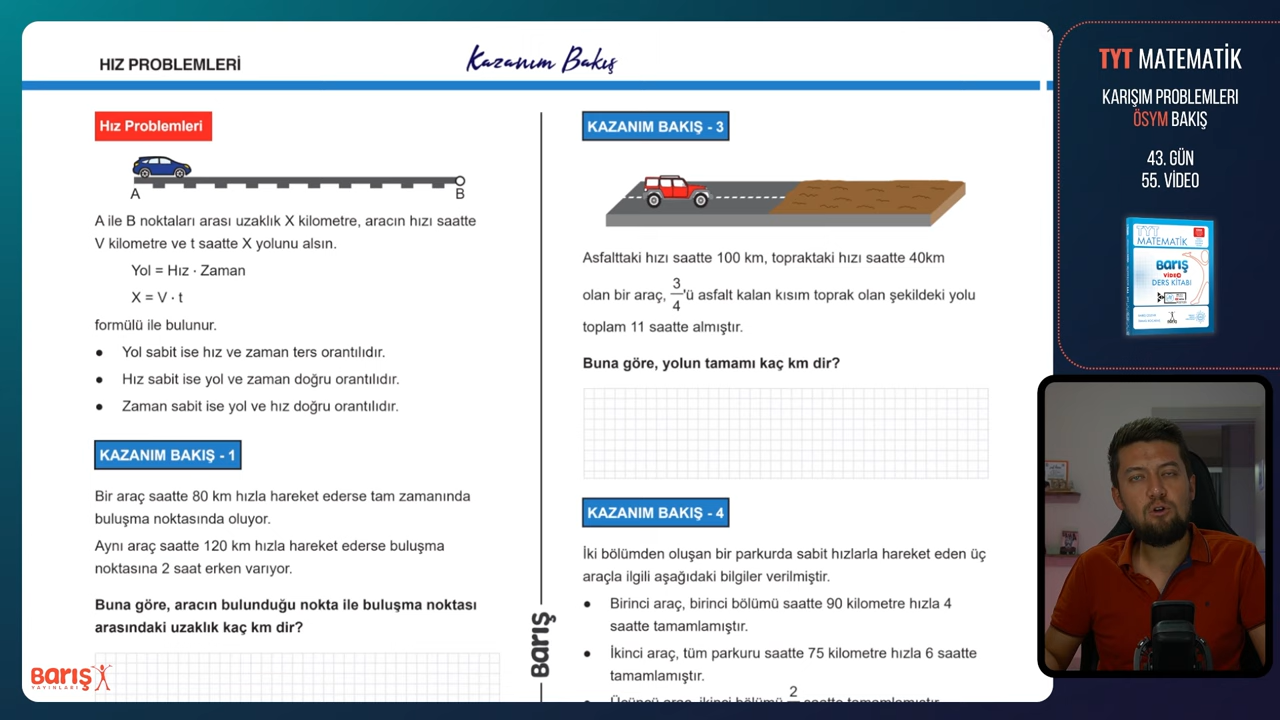 HIZ PROBLEMLERİ
Kazanım Bakış
Hız Problemleri
A
B
A ile B noktaları arası uzaklık X kilometre, aracın hızı saatte
V kilometre ve t saatte X yolunu alsın.
Yol = Hız · Zaman
X = V · t
formülü ile bulunur.
● Yol sabit ise hız ve zaman ters orantılıdır.
● Hız sabit ise yol ve zaman doğru orantılıdır.
● Zaman sabit ise yol ve hız doğru orantılıdır.
KAZANIM BAKIŞ - 1
Bir araç saatte 80 km hızla hareket ederse tam zamanında
buluşma noktasında oluyor.
Aynı araç saatte 120 km hızla hareket ederse buluşma
noktasına 2 saat erken varıyor.
Buna göre, aracın bulunduğu nokta ile buluşma noktası
arasındaki uzaklık kaç km dir?
BARIŞ
YAYINLARI
BARIŞ
KAZANIM BAKIŞ - 3
Asfalttaki hızı saatte 100 km, topraktaki hızı saatte 40km
olan bir araç, 3/4'ü asfalt kalan kısım toprak olan şekildeki yolu
toplam 11 saatte almıştır.
Buna göre, yolun tamamı kaç km dir?
KAZANIM BAKIŞ - 4
İki bölümden oluşan bir parkurda sabit hızlarla hareket eden üç
araçla ilgili aşağıdaki bilgiler verilmiştir.
● Birinci araç, birinci bölümü saatte 90 kilometre hızla 4
saatte tamamlamıştır.
● İkinci araç, tüm parkuru saatte 75 kilometre hızla 6 saatte
tamamlamıştır.
● Üçüncü araç, ikinci bölümü 2 saatte tamamlamıştır.
TYT MATEMATİK
KARIŞIM PROBLEMLERI
ÖSYM BAKIŞ
43. GÜN
55. VİDEO
TYT
MATEMATİK
BARIŞ
VİDEO
DERS KİTABI